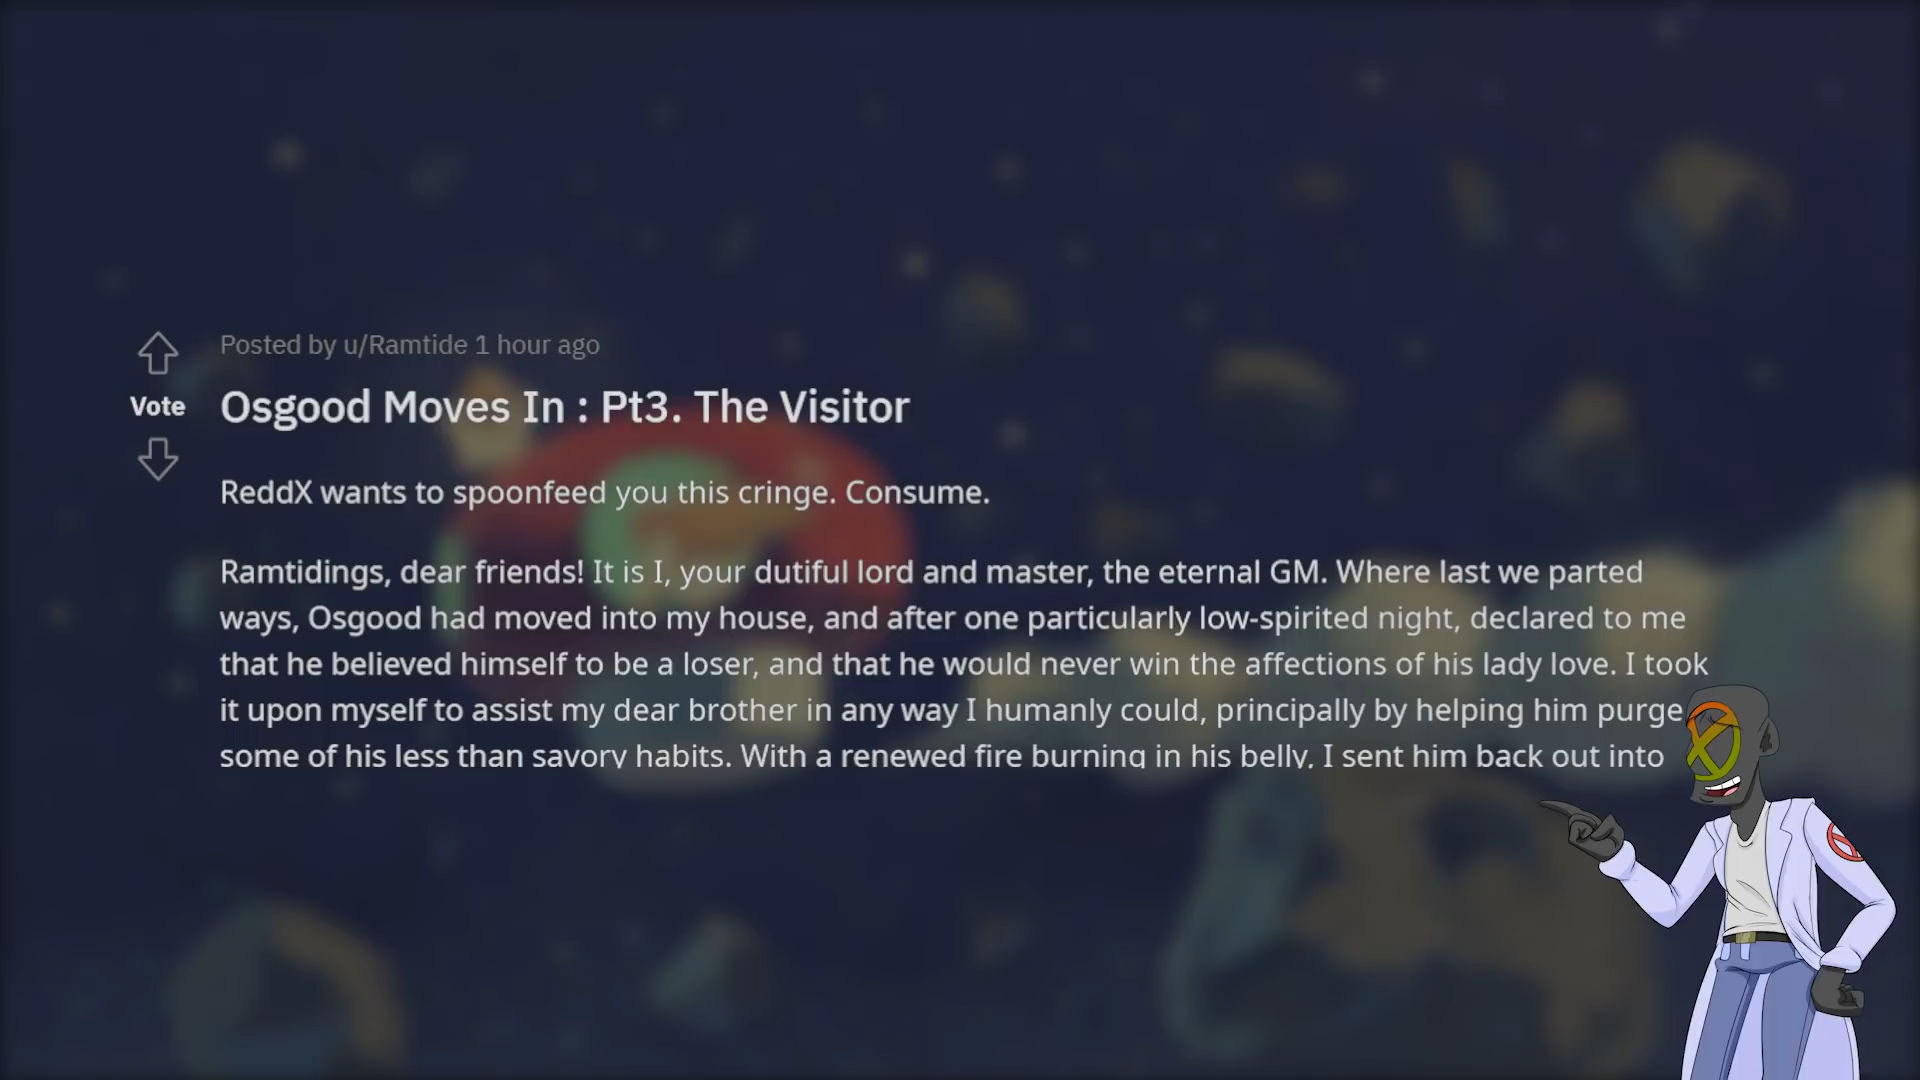 Posted by u/Ramtide 1 hour ago
Vote
Osgood Moves In : Pt3. The Visitor
ReddX wants to spoonfeed you this cringe. Consume.
Ramtidings, dear friends! It is I, your dutiful lord and master, the eternal GM. Where last we parted
ways, Osgood had moved into my house, and after one particularly low-spirited night, declared to me
that he believed himself to be a loser, and that he would never win the affections of his lady love. I took
it upon myself to assist my dear brother in any way I humanly could, principally by helping him purge
some of his less than savory habits. With a renewed fire burning in his belly, I sent him back out into